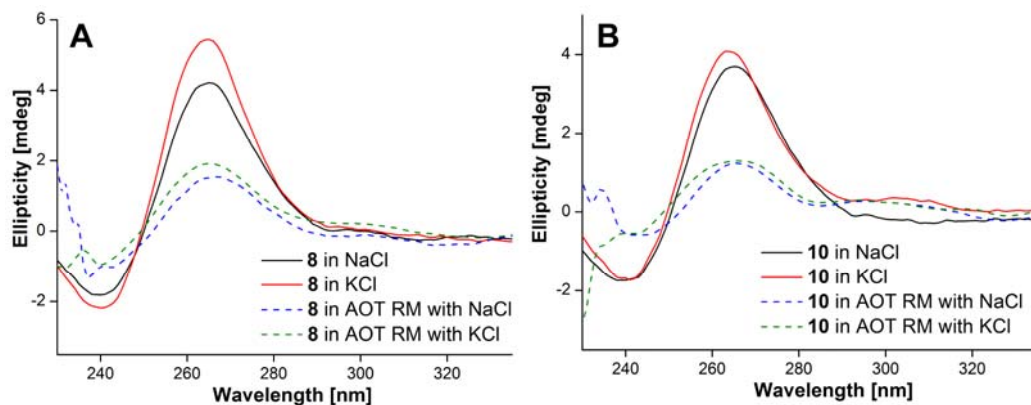 A
Ellipticity [mdeg]
6
4
2
0
-2
240 260 280 300 320
Wavelength [nm]
8 in NaCl
8 in KCl
8 in AOT RM with NaCl
8 in AOT RM with KCl
B
Ellipticity [mdeg]
4
2
0
-2
240 260 280 300 320
Wavelength [nm]
10 in NaCl
10 in KCl
10 in AOT RM with NaCl
10 in AOT RM with KCl